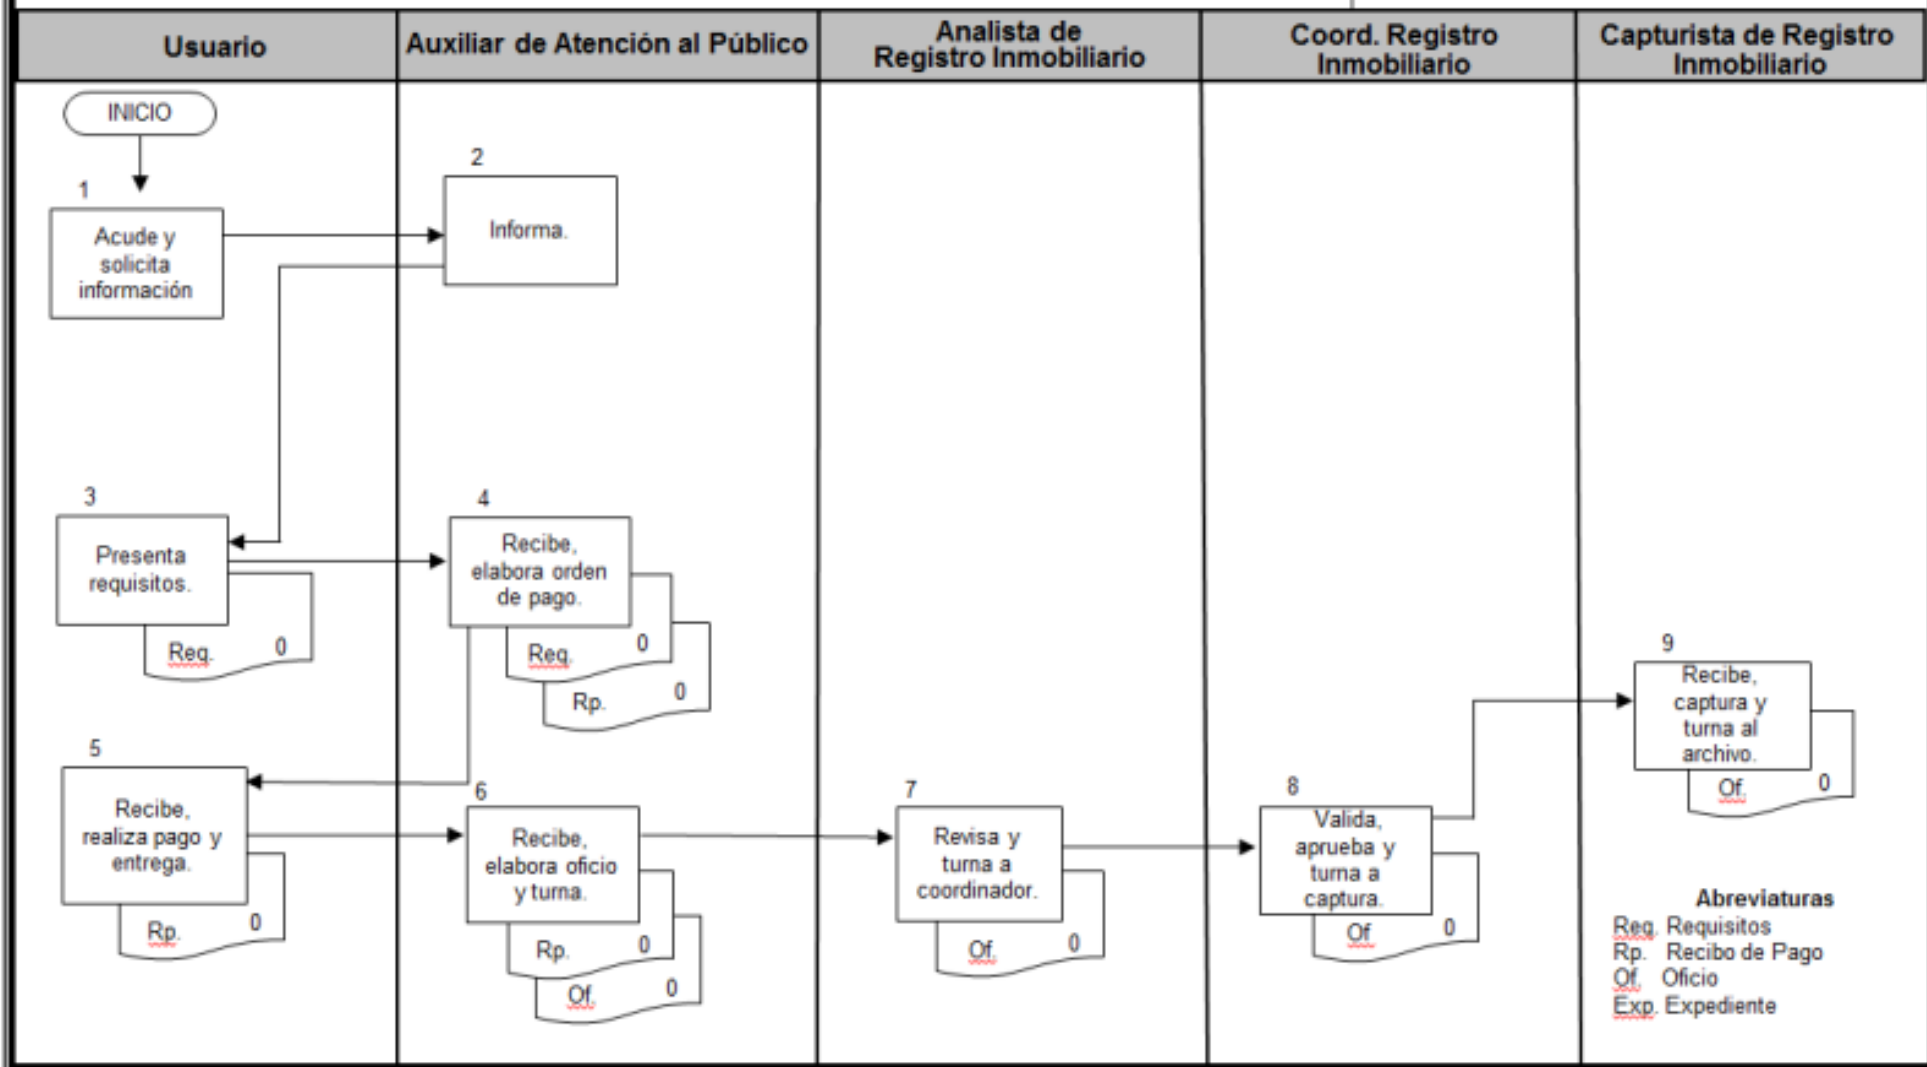 Usuario
Auxiliar de Atención al Público
Analista de
Registro Inmobiliario
Coord. Registro
Inmobiliario
Capturista de Registro
Inmobiliario
INICIO
1
Acude y
solicita
información
2
Informa.
3
Presenta
requisitos.
Req. 0
4
Recibe,
elabora orden
de pago.
Req. 0
Rp. 0
5
Recibe,
realiza pago y
entrega.
Rp. 0
6
Recibe,
elabora oficio
y turna.
Rp. 0
Of. 0
7
Revisa y
turna a
coordinador.
Of. 0
8
Valida,
aprueba y
turna a
captura.
Of 0
9
Recibe,
captura y
turna al
archivo.
Of. 0
Abreviaturas
Req. Requisitos
Rp. Recibo de Pago
Of. Oficio
Exp. Expediente